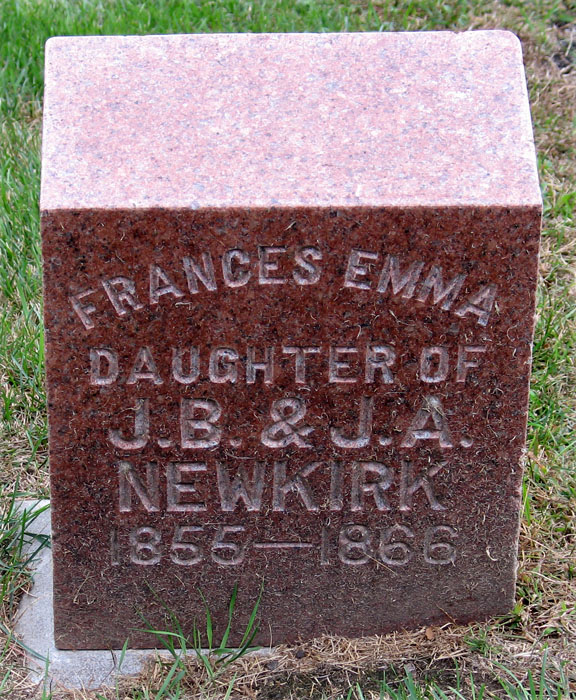 FRANCES EMMA
DAUGHTER OF
J.B. & J.A.
NEWKIRK
1855—1866